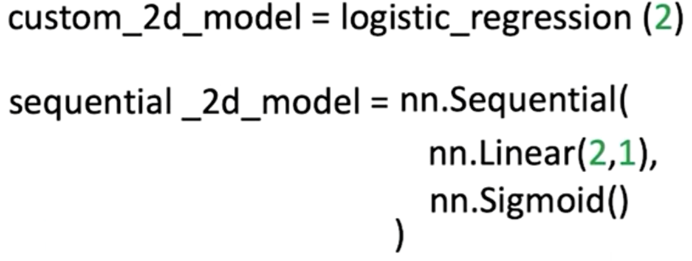 custom_2d_model = logistic_regression (2)
sequential _2d_model = nn.Sequential(
nn.Linear(2,1),
nn.Sigmoid()
)